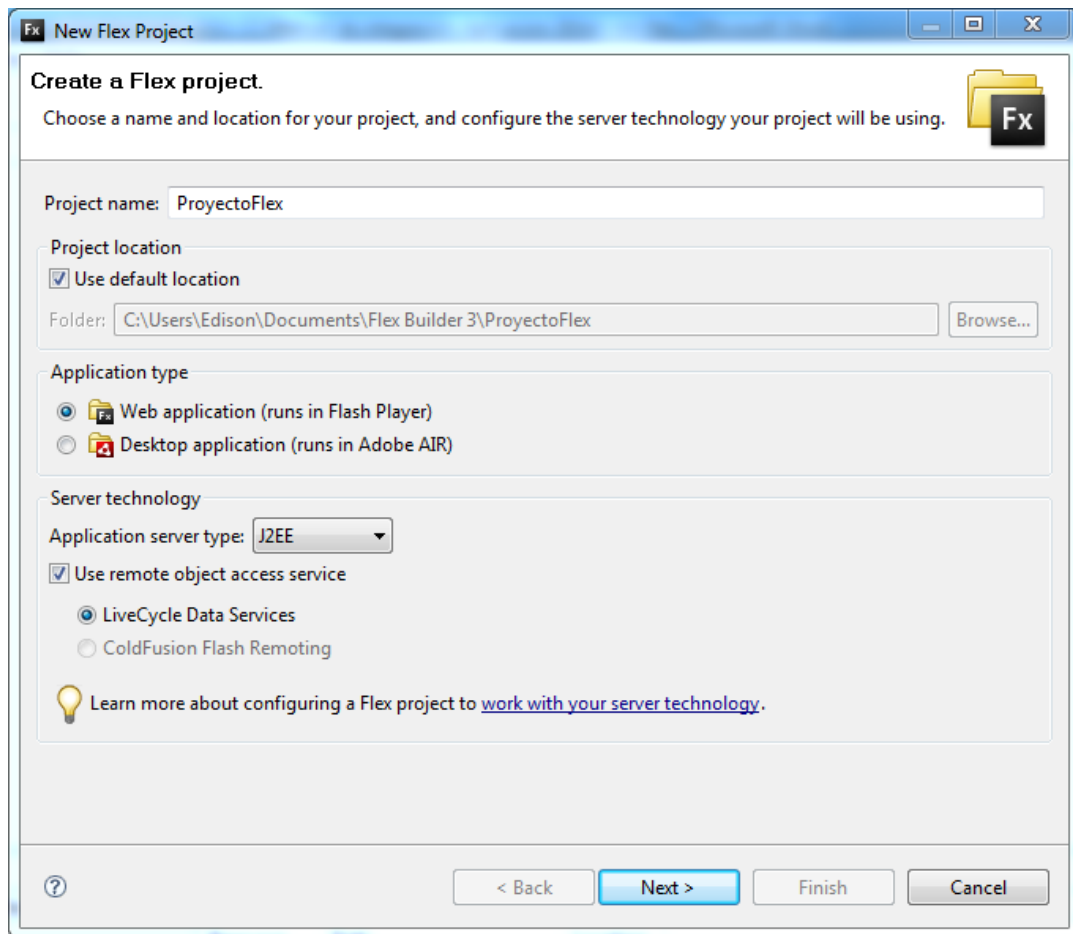 Fx New Flex Project
Create a Flex project.
Choose a name and location for your project, and configure the server technology your project will be using.
Fx
Project name: ProyectoFlex
Project location
Use default location
Folder: C:\Users\Edison\Documents\Flex Builder 3\ProyectoFlex Browse...
Application type
Fx Web application (runs in Flash Player)
Desktop application (runs in Adobe AIR)
Server technology
Application server type: J2EE
Use remote object access service
LiveCycle Data Services
ColdFusion Flash Remoting
Learn more about configuring a Flex project to work with your server technology.
? < Back Next > Finish Cancel